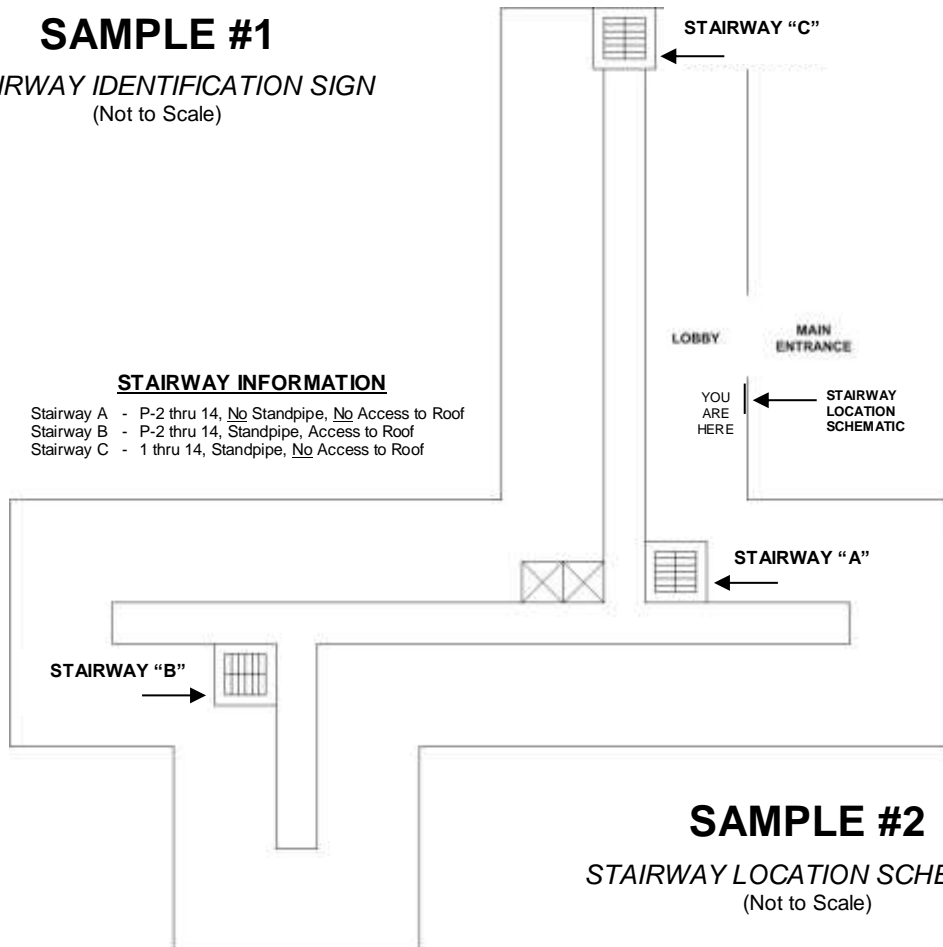 SAMPLE #1
IRWAY IDENTIFICATION SIGN
(Not to Scale)
STAIRWAY “C”
LOBBY
MAIN
ENTRANCE
YOU
ARE
HERE
STAIRWAY
LOCATION
SCHEMATIC
STAIRWAY INFORMATION
Stairway A - P-2 thru 14, No Standpipe, No Access to Roof
Stairway B - P-2 thru 14, Standpipe, Access to Roof
Stairway C - 1 thru 14, Standpipe, No Access to Roof
STAIRWAY “A”
STAIRWAY “B”
SAMPLE #2
STAIRWAY LOCATION SCHE
(Not to Scale)